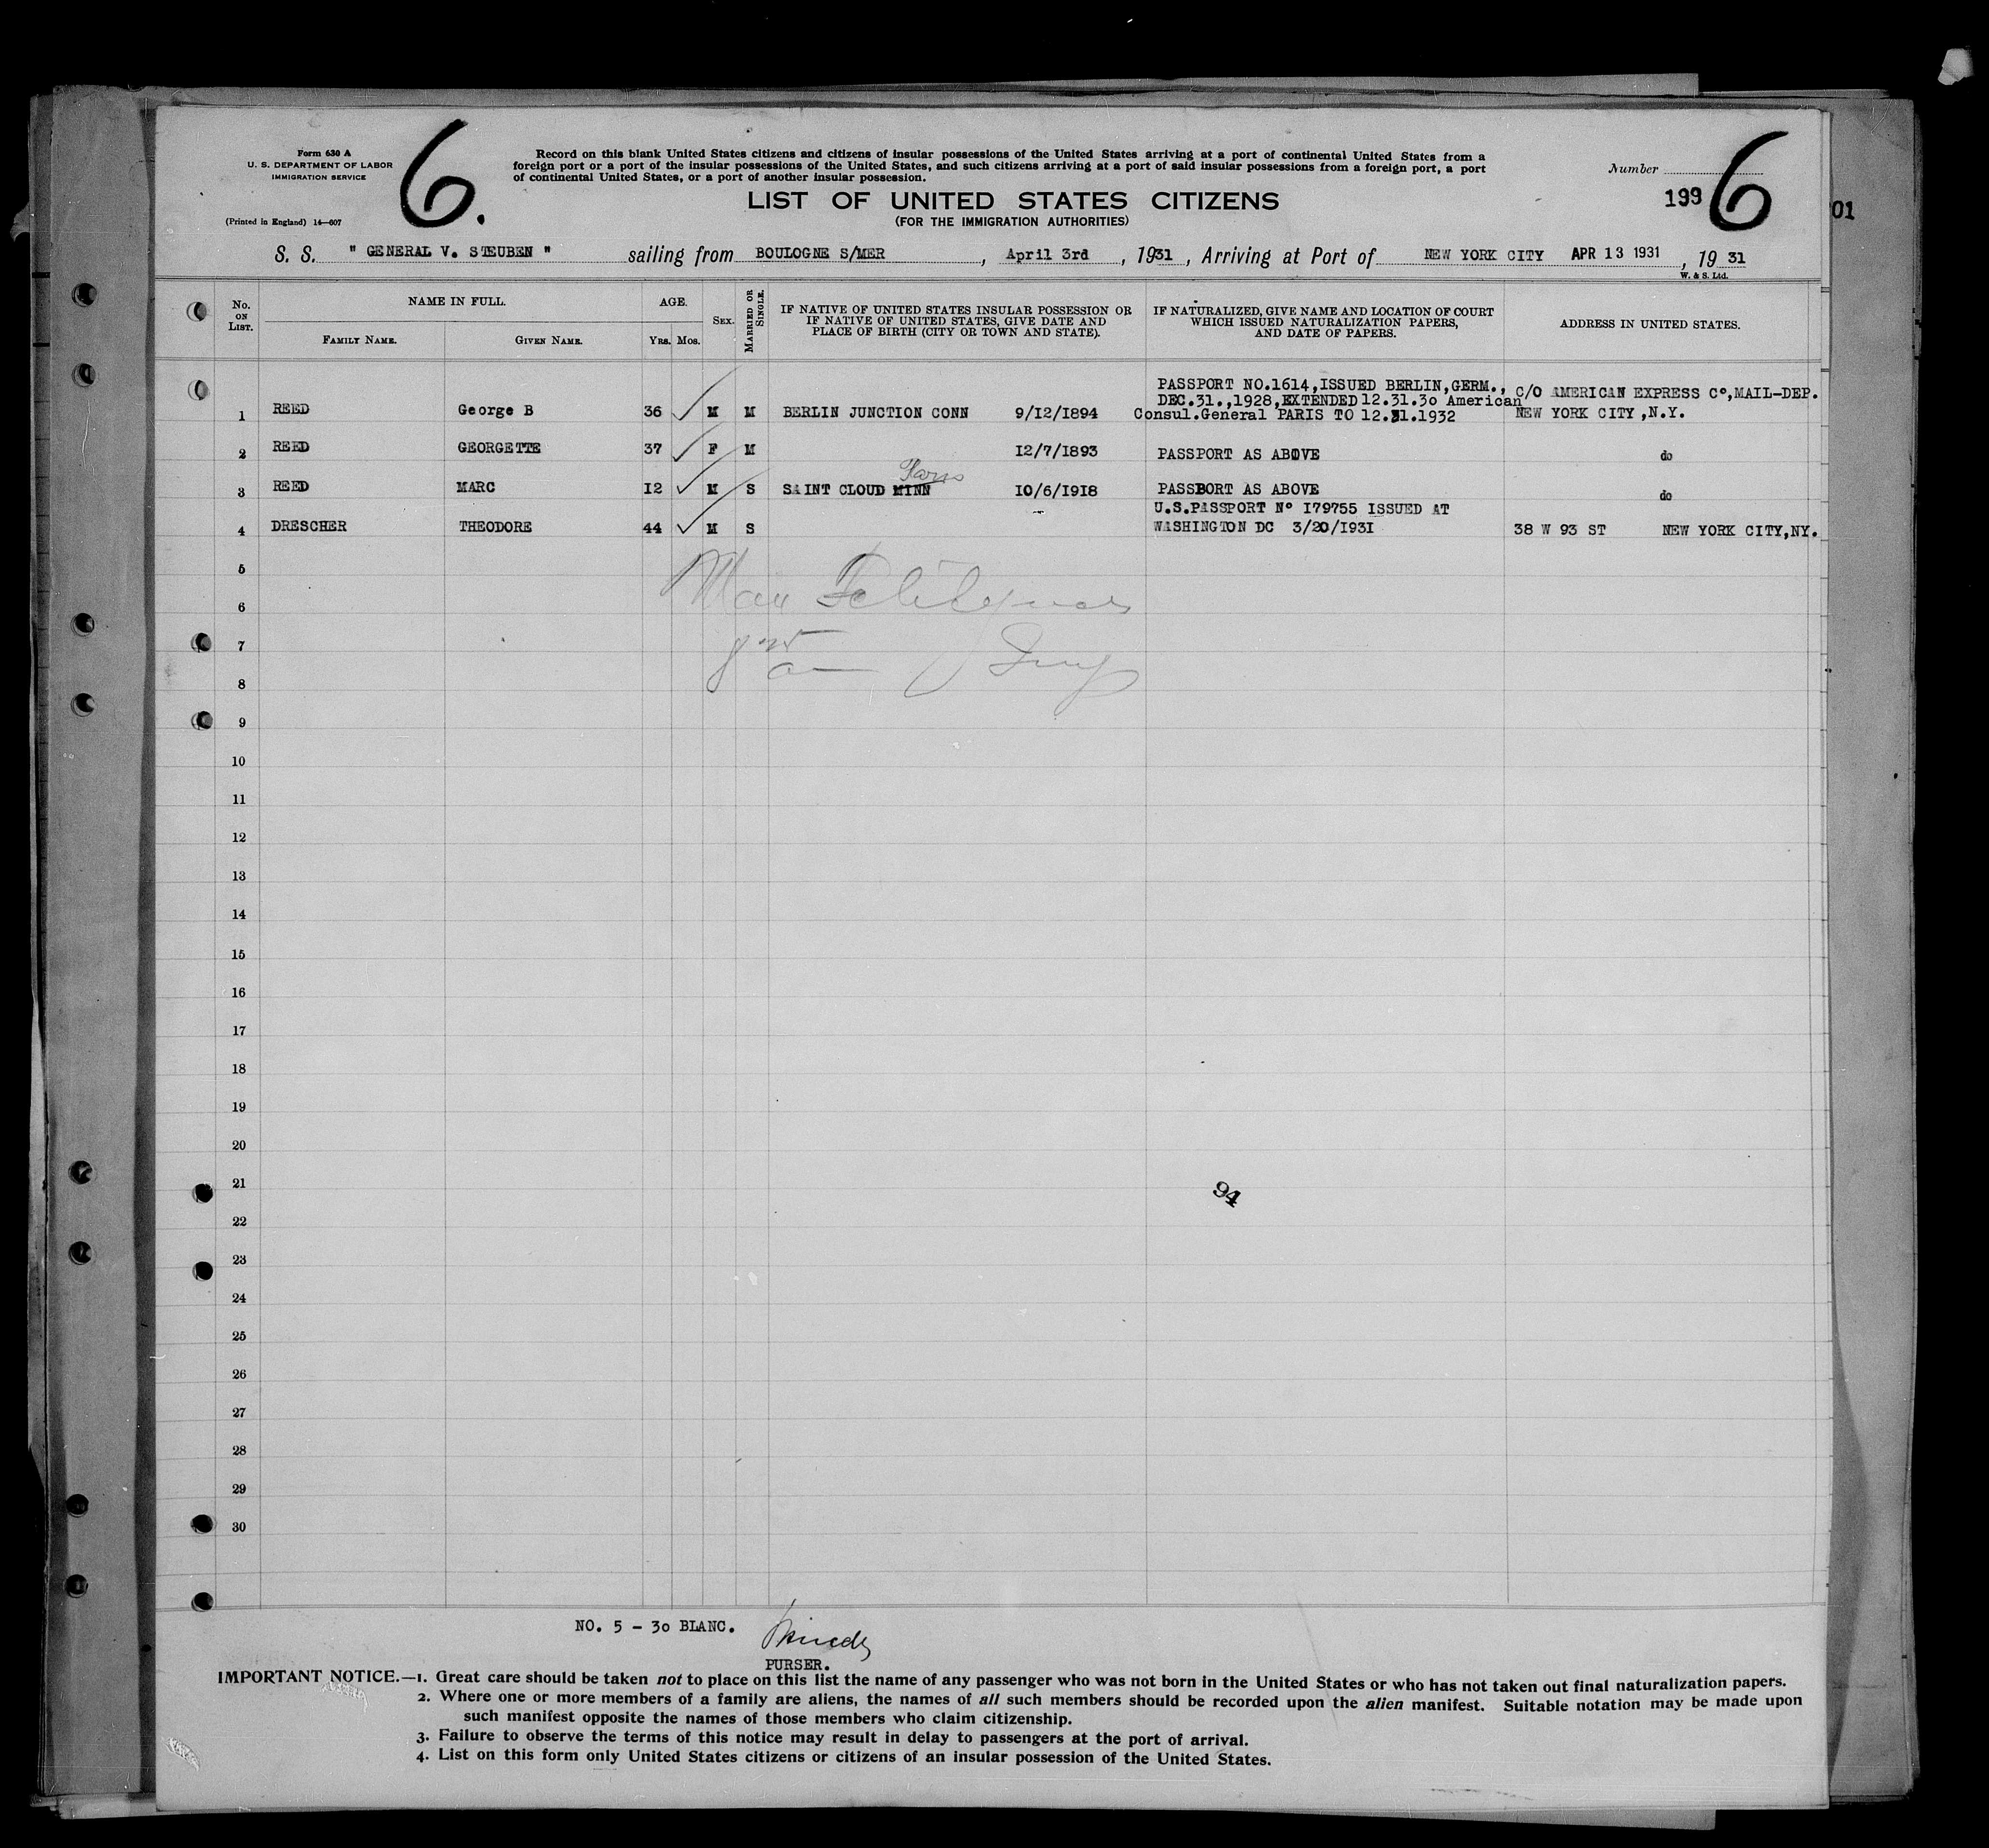 Form 630 A
U. S. DEPARTMENT OF LABOR
IMMIGRATION SERVICE
(Printed in England) 14—607
6.
Record on this blank United States citizens and citizens of insular possessions of the United States arriving at a port of continental United States from a
foreign port or a port of the insular possessions of the United States, and such citizens arriving at a port of said insular possessions from a foreign port, a port
of continental United States, or a port of another insular possession.
LIST OF UNITED STATES CITIZENS
(FOR THE IMMIGRATION AUTHORITIES)
Number
199 6
01
S. S. " GENERAL V. STEUBEN " sailing from BOULOGNE S/MER, April 3rd, 1931, Arriving at Port of NEW YORK CITY APR 13 1931, 19 31
W. & S. Ltd.
No. ON LIST. NAME IN FULL. AGE. SEX. MARRIED OR SINGLE. IF NATIVE OF UNITED STATES INSULAR POSSESSION OR IF NATIVE OF UNITED STATES, GIVE DATE AND PLACE OF BIRTH (CITY OR TOWN AND STATE). IF NATURALIZED, GIVE NAME AND LOCATION OF COURT WHICH ISSUED NATURALIZATION PAPERS, AND DATE OF PAPERS. ADDRESS IN UNITED STATES.
FAMILY NAME. GIVEN NAME. YRS. MOS.
PASSPORT NO.1614,ISSUED BERLIN,GERM.,
DEC.31.,1928,EXTENDED 12.31.30 American C/O AMERICAN EXPRESS Co,MAIL-DEP.
1 REED George B 36 M M BERLIN JUNCTION CONN 9/12/1894 Consul.General PARIS TO 12.31.1932 NEW YORK CITY,N.Y.
2 REED GEORGETTE 37 F M 12/7/1893 PASSPORT AS ABOVE do
Paris
3 REED MARC 12 M S SAINT CLOUD MINN 10/6/1918 PASSBORT AS ABOVE do
U.S.PASSPORT No 179755 ISSUED AT
4 DRESCHER THEODORE 44 M S WASHINGTON DC 3/20/1931 38 W 93 ST NEW YORK CITY,NY.
5
6
7
8
9
10
11
12
13
14
15
16
17
18
19
20
21
94
22
23
24
25
26
27
28
29
30
NO. 5 - 30 BLANC.
PURSER.
IMPORTANT NOTICE.—1. Great care should be taken not to place on this list the name of any passenger who was not born in the United States or who has not taken out final naturalization papers.
2. Where one or more members of a family are aliens, the names of all such members should be recorded upon the alien manifest. Suitable notation may be made upon
such manifest opposite the names of those members who claim citizenship.
3. Failure to observe the terms of this notice may result in delay to passengers at the port of arrival.
4. List on this form only United States citizens or citizens of an insular possession of the United States.